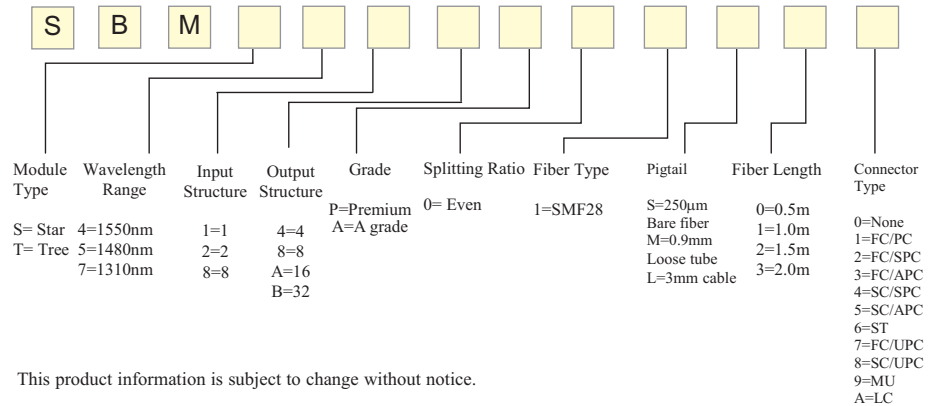 S B M
Module Type
S= Star
T= Tree
Wavelength Range
4=1550nm
5=1480nm
7=1310nm
Input Structure
1=1
2=2
8=8
Output Structure
4=4
8=8
A=16
B=32
Grade
P=Premium
A=A grade
Splitting Ratio
0= Even
Fiber Type
1=SMF28
Pigtail
S=250μm
Bare fiber
M=0.9mm
Loose tube
L=3mm cable
Fiber Length
0=0.5m
1=1.0m
2=1.5m
3=2.0m
Connector Type
0=None
1=FC/PC
2=FC/SPC
3=FC/APC
4=SC/SPC
5=SC/APC
6=ST
7=FC/UPC
8=SC/UPC
9=MU
A=LC
This product information is subject to change without notice.